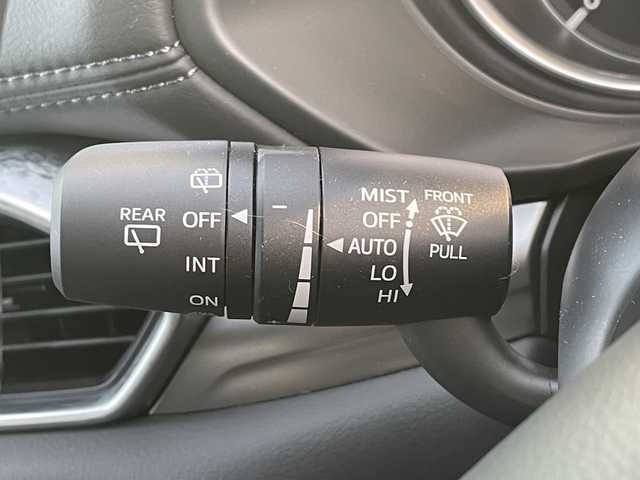 REAR
OFF
INT
ON
–
MIST
OFF
AUTO
LO
HI
FRONT
PULL